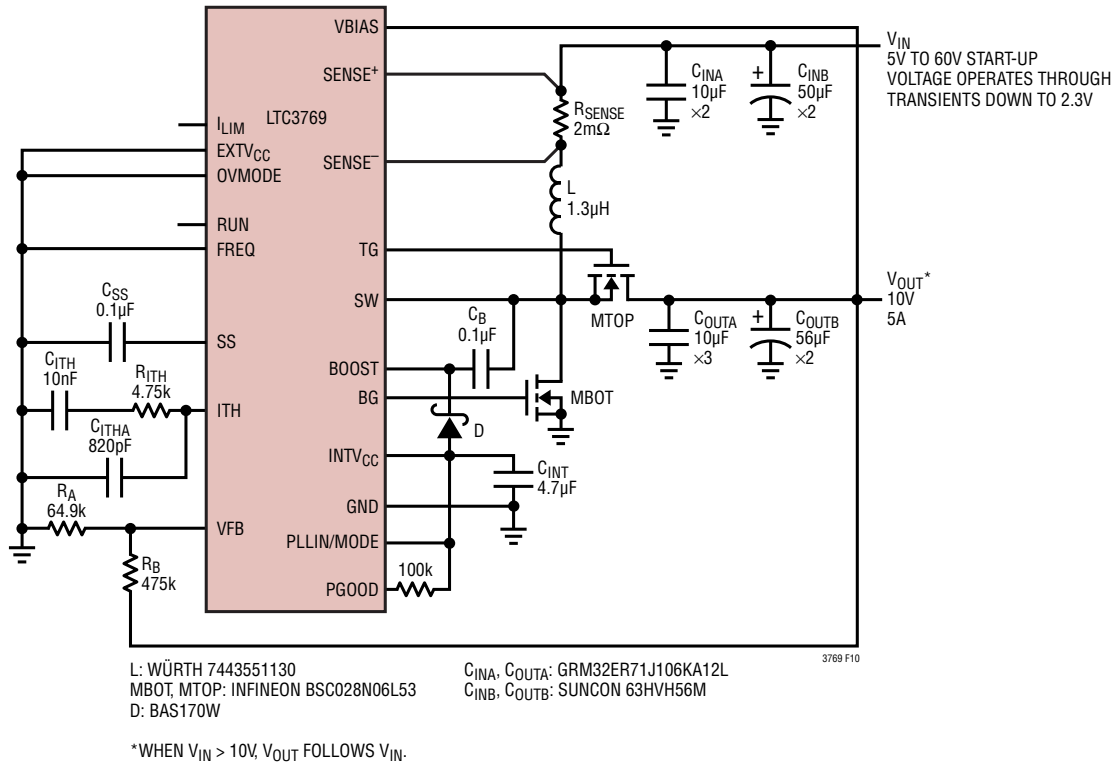 VBIAS
SENSE+
LTC3769
ILIM
EXTVCC
SENSE–
OVMODE
RUN
FREQ
TG
SW
SS
BOOST
BG
ITH
INTVCC
GND
VFB
PLLIN/MODE
PGOOD
CSS
0.1µF
CITH
10nF
RITH
4.75k
CITHA
820pF
RA
64.9k
RB
475k
RSENSE
2mΩ
L
1.3µH
CINA
10µF
×2
+
CINB
50µF
×2
VIN
5V TO 60V START-UP
VOLTAGE OPERATES THROUGH
TRANSIENTS DOWN TO 2.3V
MTOP
CB
0.1µF
MBOT
D
CINT
4.7µF
100k
COUTA
10µF
×3
+
COUTB
56µF
×2
VOUT*
10V
5A
3769 F10
L: WÜRTH 7443551130
MBOT, MTOP: INFINEON BSC028N06L53
D: BAS170W
CINA, COUTA: GRM32ER71J106KA12L
CINB, COUTB: SUNCON 63HVH56M
*WHEN VIN > 10V, VOUT FOLLOWS VIN.